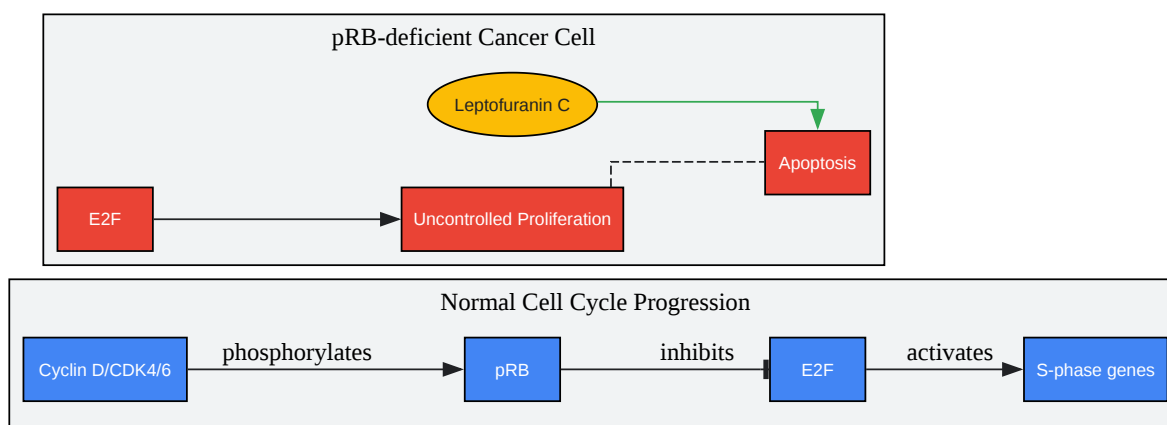 pRB-deficient Cancer Cell
Leptofuranin C
Apoptosis
E2F
Uncontrolled Proliferation
Normal Cell Cycle Progression
Cyclin D/CDK4/6
phosphorylates
pRB
inhibits
E2F
activates
S-phase genes